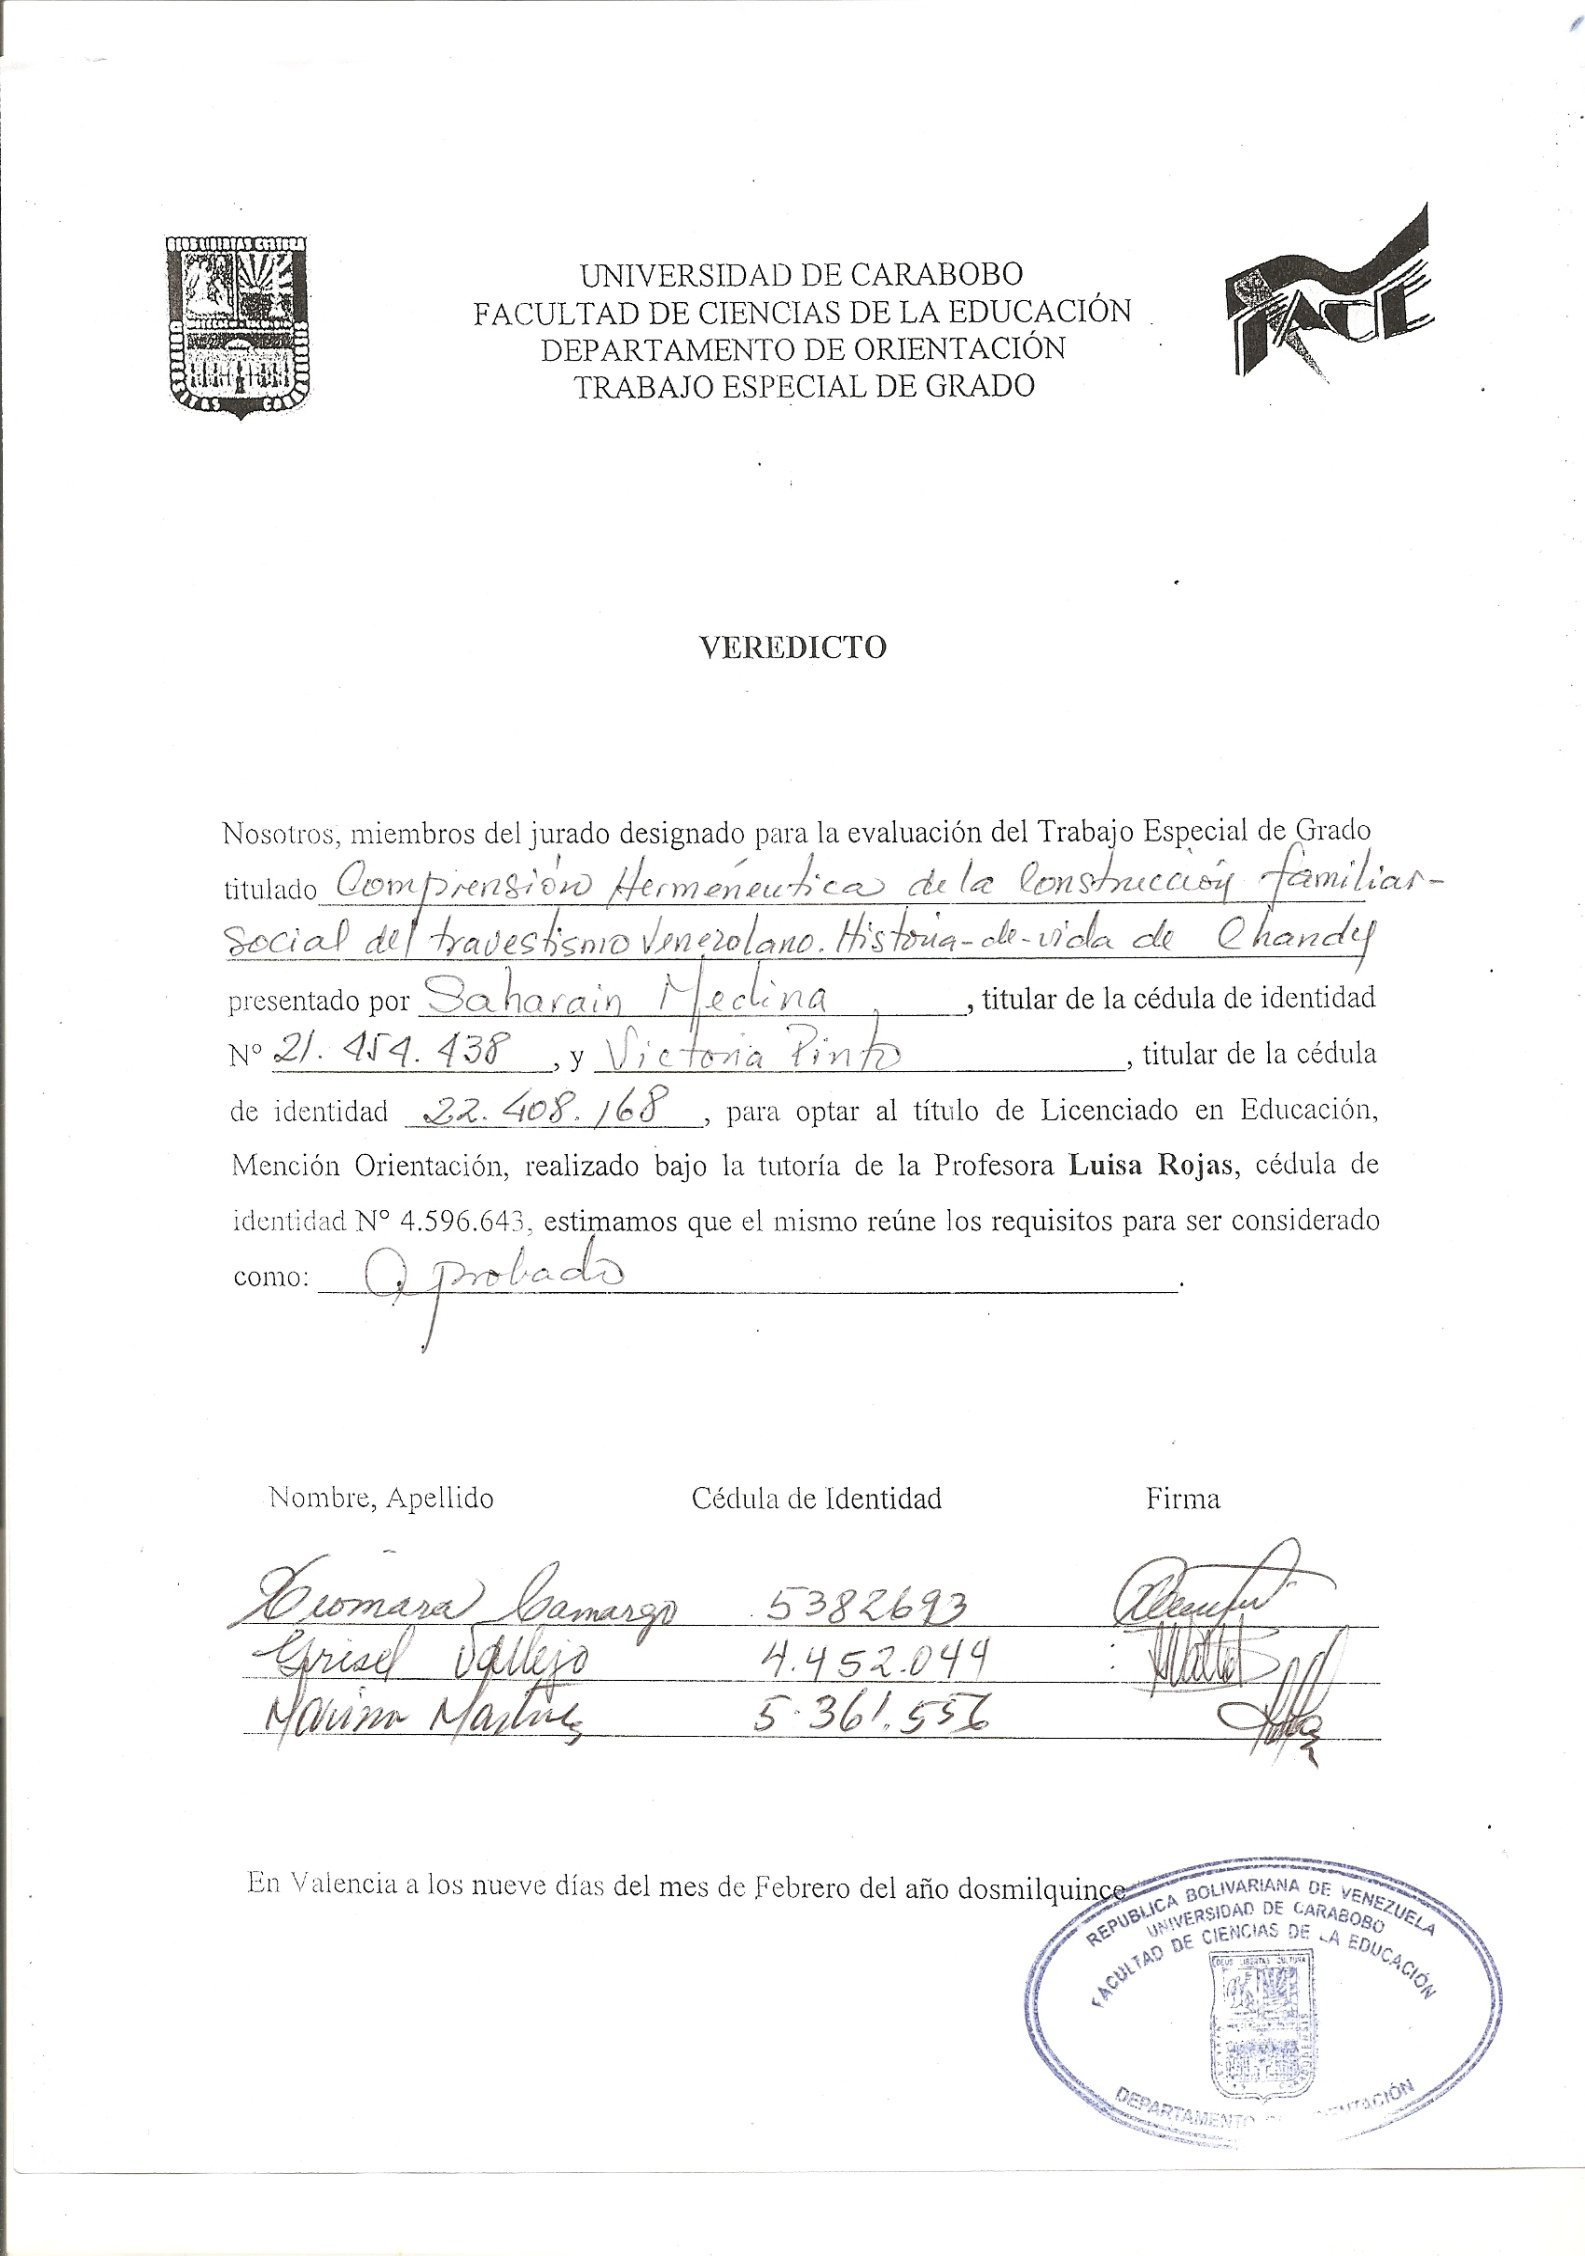 UNIVERSIDAD DE CARABOBO
FACULTAD DE CIENCIAS DE LA EDUCACIÓN
DEPARTAMENTO DE ORIENTACIÓN
TRABAJO ESPECIAL DE GRADO
FACE
VEREDICTO
Nosotros, miembros del jurado designado para la evaluación del Trabajo Especial de Grado
titulado Comprensión Hermenéutica de la Construcción familiar-
Social del travestismo Venezolano. Historia-de-vida de Chandy
presentado por Saharain Medina, titular de la cédula de identidad
N° 21.454.438, y Victoria Pinto, titular de la cédula
de identidad 22.408.168, para optar al título de Licenciado en Educación,
Mención Orientación, realizado bajo la tutoría de la Profesora Luisa Rojas, cédula de
identidad N° 4.596.643, estimamos que el mismo reúne los requisitos para ser considerado
como: Aprobado.
Nombre, Apellido Cédula de Identidad Firma
Xiomara Camargo 5382693
Grisel Vallejo 4.452.044
Martínez 5.361.556
En Valencia a los nueve días del mes de Febrero del año dosmilquince
REPUBLICA BOLIVARIANA DE VENEZUELA
UNIVERSIDAD DE CARABOBO
FACULTAD DE CIENCIAS DE LA EDUCACIÓN
DEPARTAMENTO